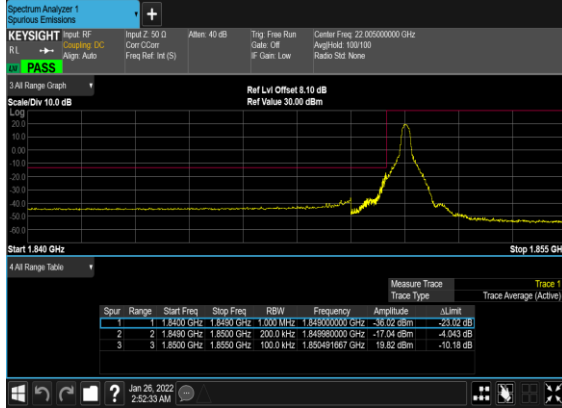 Spectrum Analyzer 1
Spurious Emissions
+
KEYSIGHT Input: RF Input Z: 50 Ω Atten: 40 dB Trig: Free Run Center Freq: 22.005000000 GHz
RL Coupling: DC Corr CCorr Gate: Off Avg|Hold: 100/100
Align: Auto Freq Ref: Int (S) IF Gain: Low Radio Std: None
PASS
3 All Range Graph
Ref Lvl Offset 8.10 dB
Scale/Div 10.0 dB Ref Value 30.00 dBm
Log
20.0
10.0
0.00
-10.0
-20.0
-30.0
-40.0
-50.0
-60.0
Start 1.840 GHz Stop 1.855 GH
4 All Range Table
Measure Trace Trace 1
Trace Type Trace Average (Active)
Spur Range Start Freq Stop Freq RBW Frequency Amplitude ΔLimit
1 1 1.8400 GHz 1.8490 GHz 1.000 MHz 1.849000000 GHz -36.02 dBm -23.02 dB
2 2 1.8490 GHz 1.8500 GHz 200.0 kHz 1.849980000 GHz -17.04 dBm -4.043 dB
3 3 1.8500 GHz 1.8550 GHz 100.0 kHz 1.850491667 GHz 19.82 dBm -10.18 dB
? Jan 26, 2022
2:52:33 AM